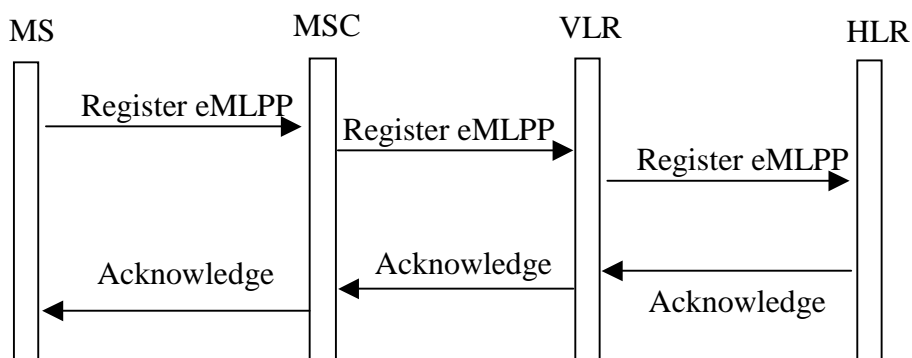 MS
MSC
VLR
HLR
Register eMLPP
Register eMLPP
Register eMLPP
Acknowledge
Acknowledge
Acknowledge